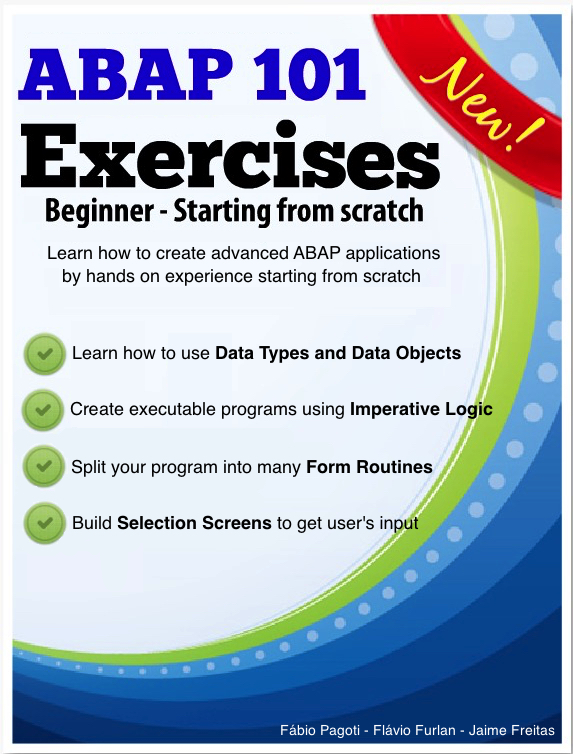 New!
ABAP 101
Exercises
Beginner - Starting from scratch
Learn how to create advanced ABAP applications
by hands on experience starting from scratch
Learn how to use Data Types and Data Objects
Create executable programs using Imperative Logic
Split your program into many Form Routines
Build Selection Screens to get user's input
Fábio Pagoti - Flávio Furlan - Jaime Freitas